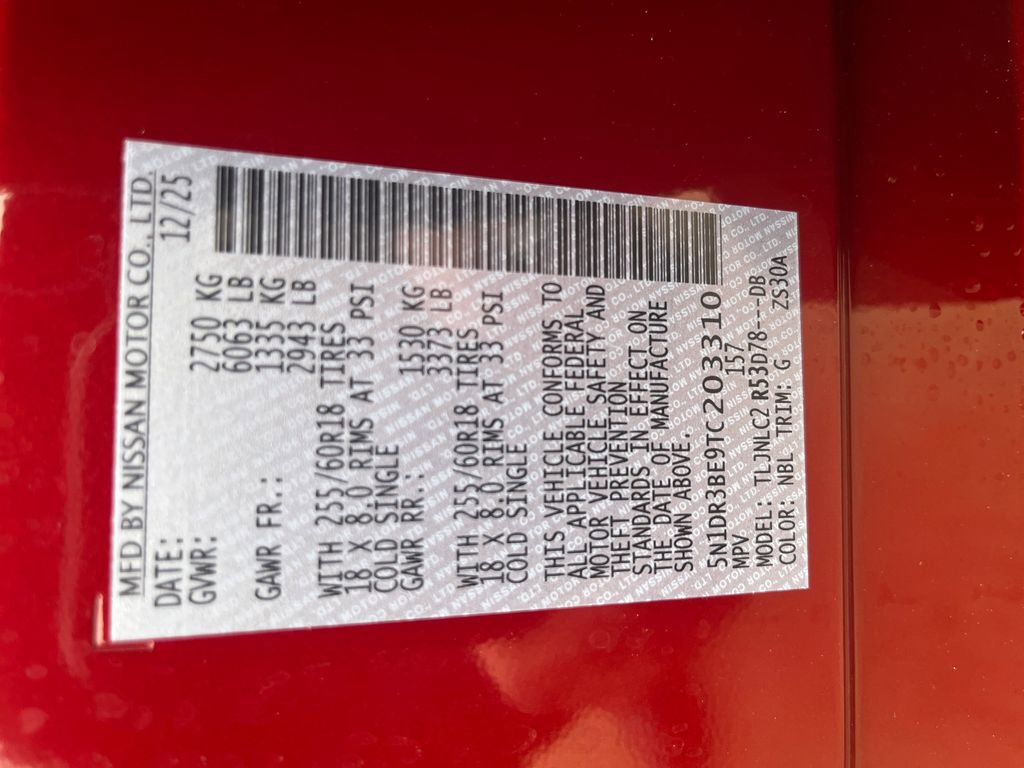 MFD BY NISSAN MOTOR CO., LTD.
DATE: 12/25
GVWR: 2750 KG
6063 LB
GAWR FR.: 1335 KG
2943 LB
WITH 255/60R18 TIRES
18 X 8.0 RIMS AT 33 PSI
COLD SINGLE
GAWR RR.: 1530 KG
3373 LB
WITH 255/60R18 TIRES
18 X 8.0 RIMS AT 33 PSI
COLD SINGLE
THIS VEHICLE CONFORMS TO
ALL APPLICABLE FEDERAL
MOTOR VEHICLE SAFETY AND
THEFT PREVENTION
STANDARDS IN EFFECT ON
THE DATE OF MANUFACTURE
SHOWN ABOVE.
5N1DR3BE9TC203310
MPV 157
MODEL: TLJNLC2 R53D78---DB
COLOR: NBL TRIM: G ZS30A